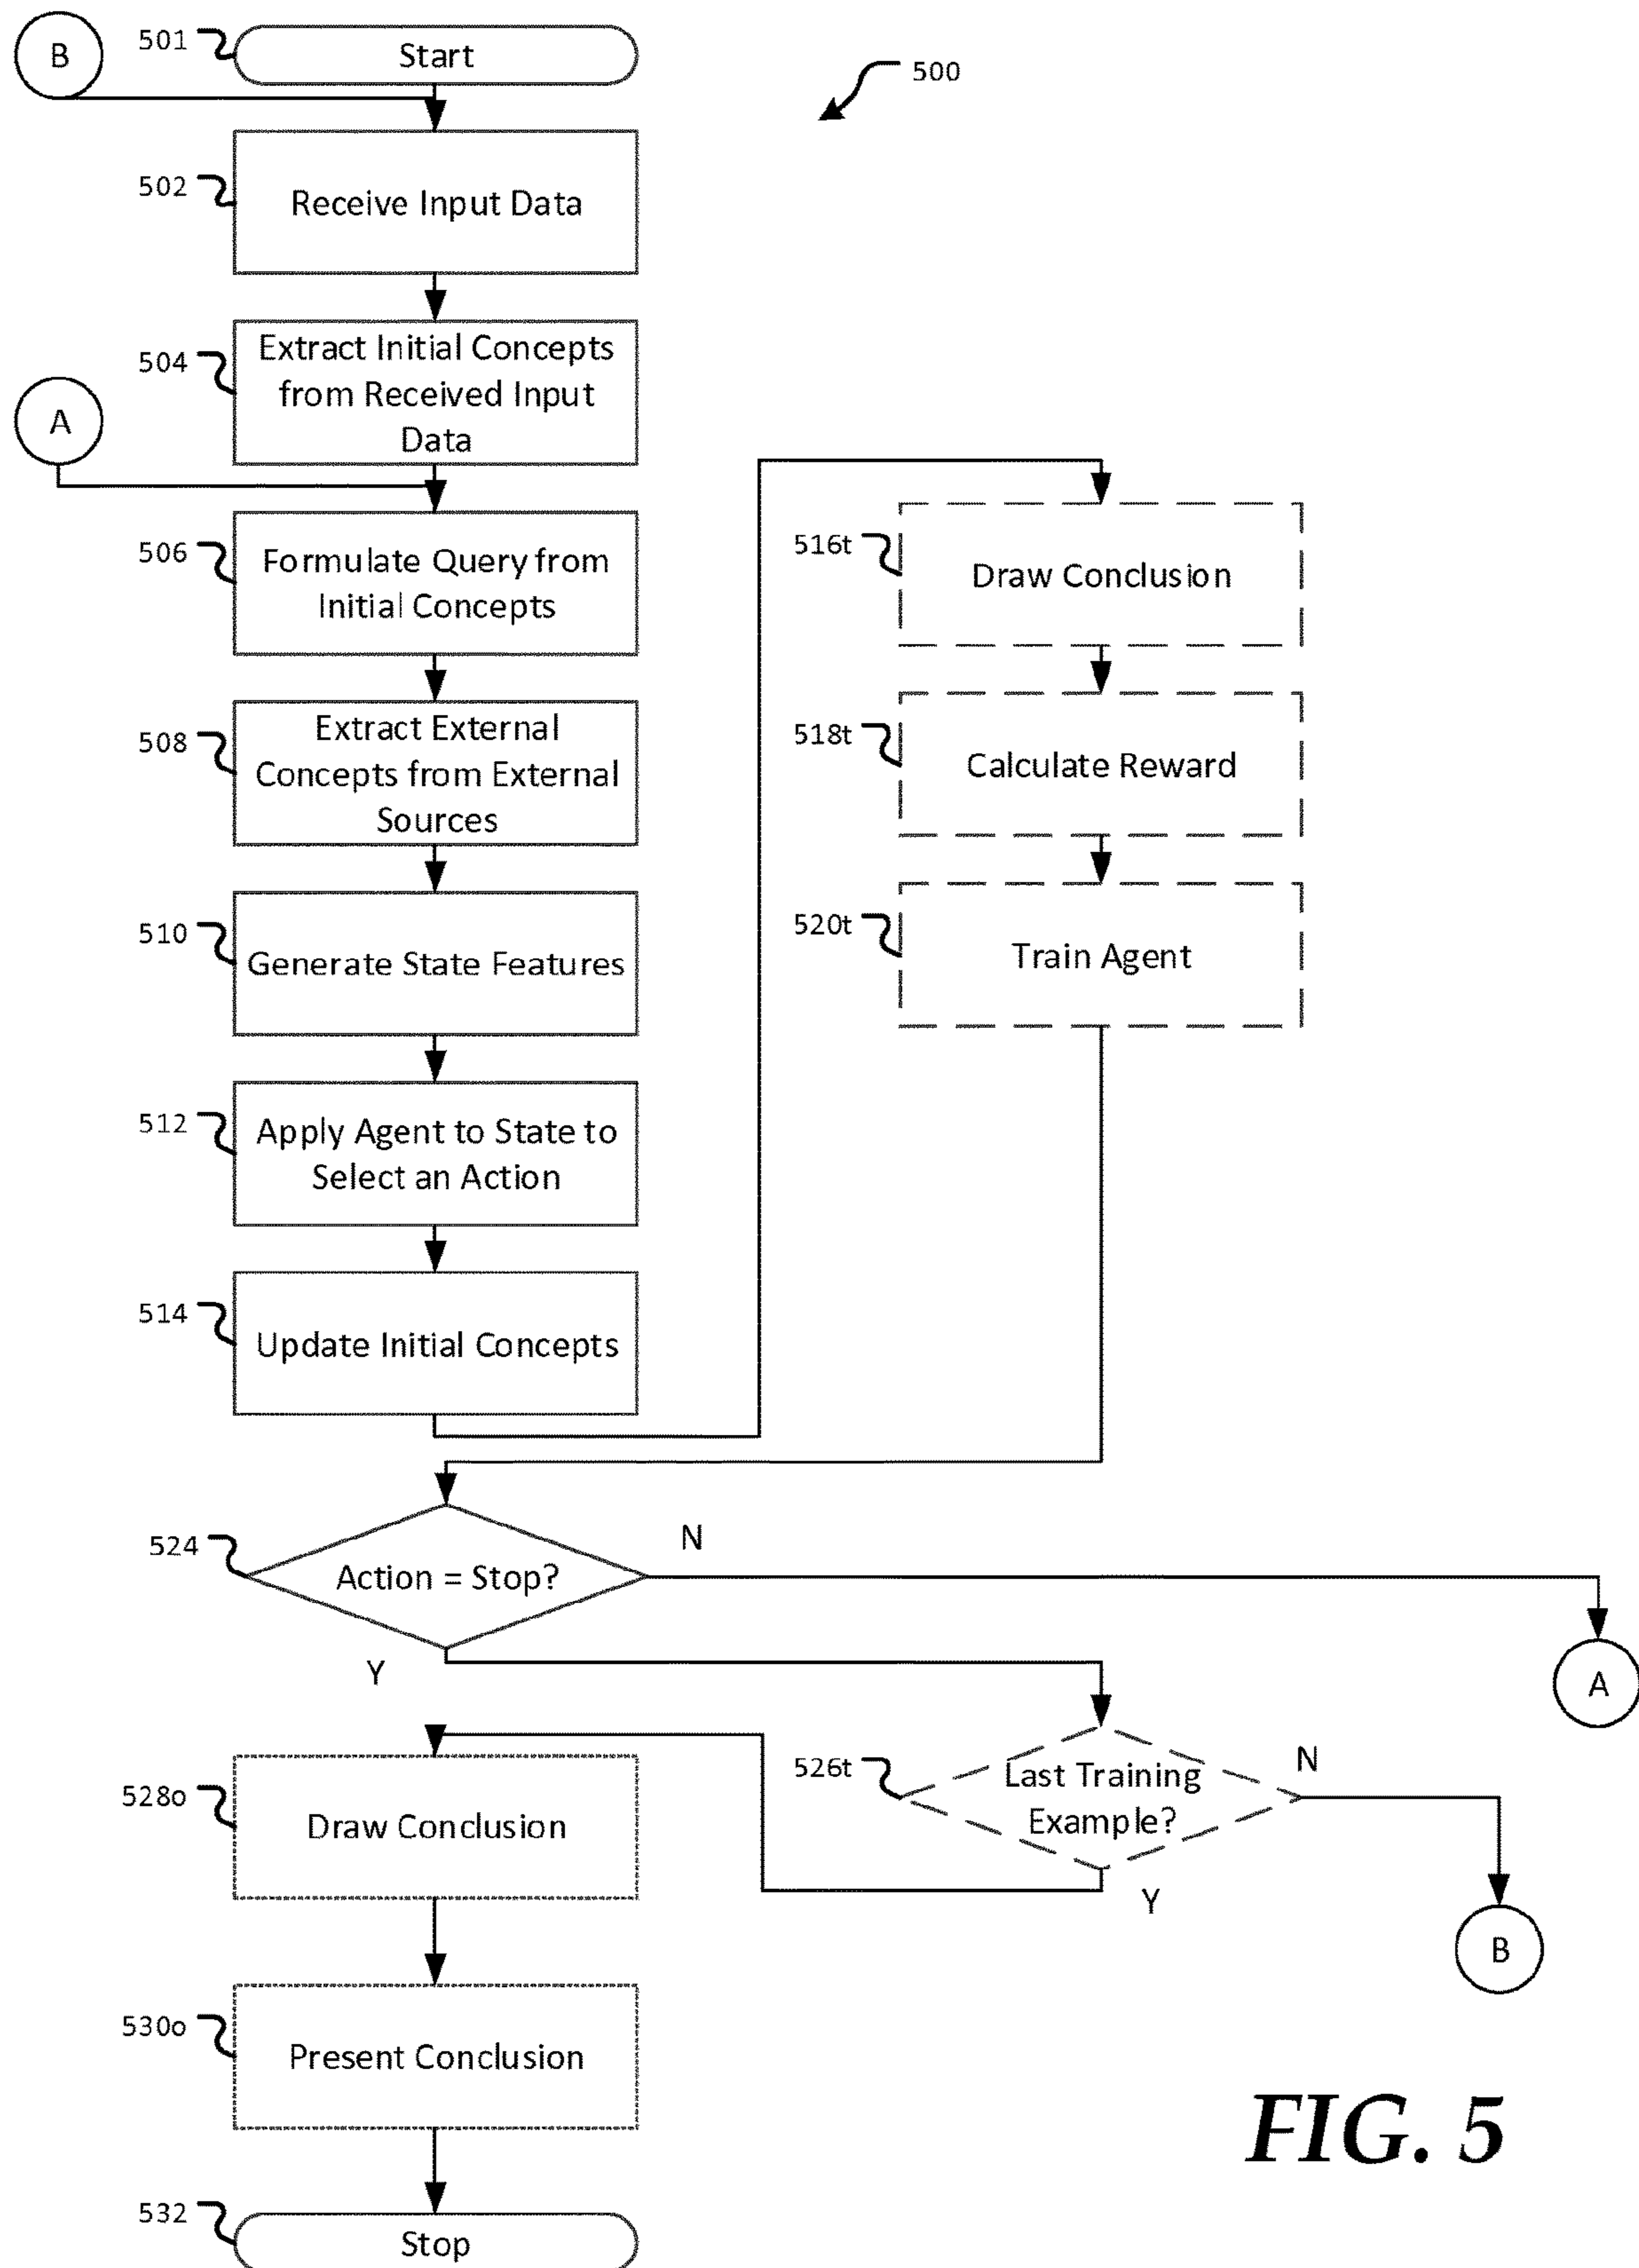 B
501
Start
500
502
Receive Input Data
504
Extract Initial Concepts
from Received Input
Data
A
506
Formulate Query from
Initial Concepts
508
Extract External
Concepts from External
Sources
510
Generate State Features
512
Apply Agent to State to
Select an Action
514
Update Initial Concepts
516t
Draw Conclusion
518t
Calculate Reward
520t
Train Agent
524
Action = Stop?
N
Y
A
526t
Last Training
Example?
N
Y
B
528o
Draw Conclusion
530o
Present Conclusion
532
Stop
FIG. 5